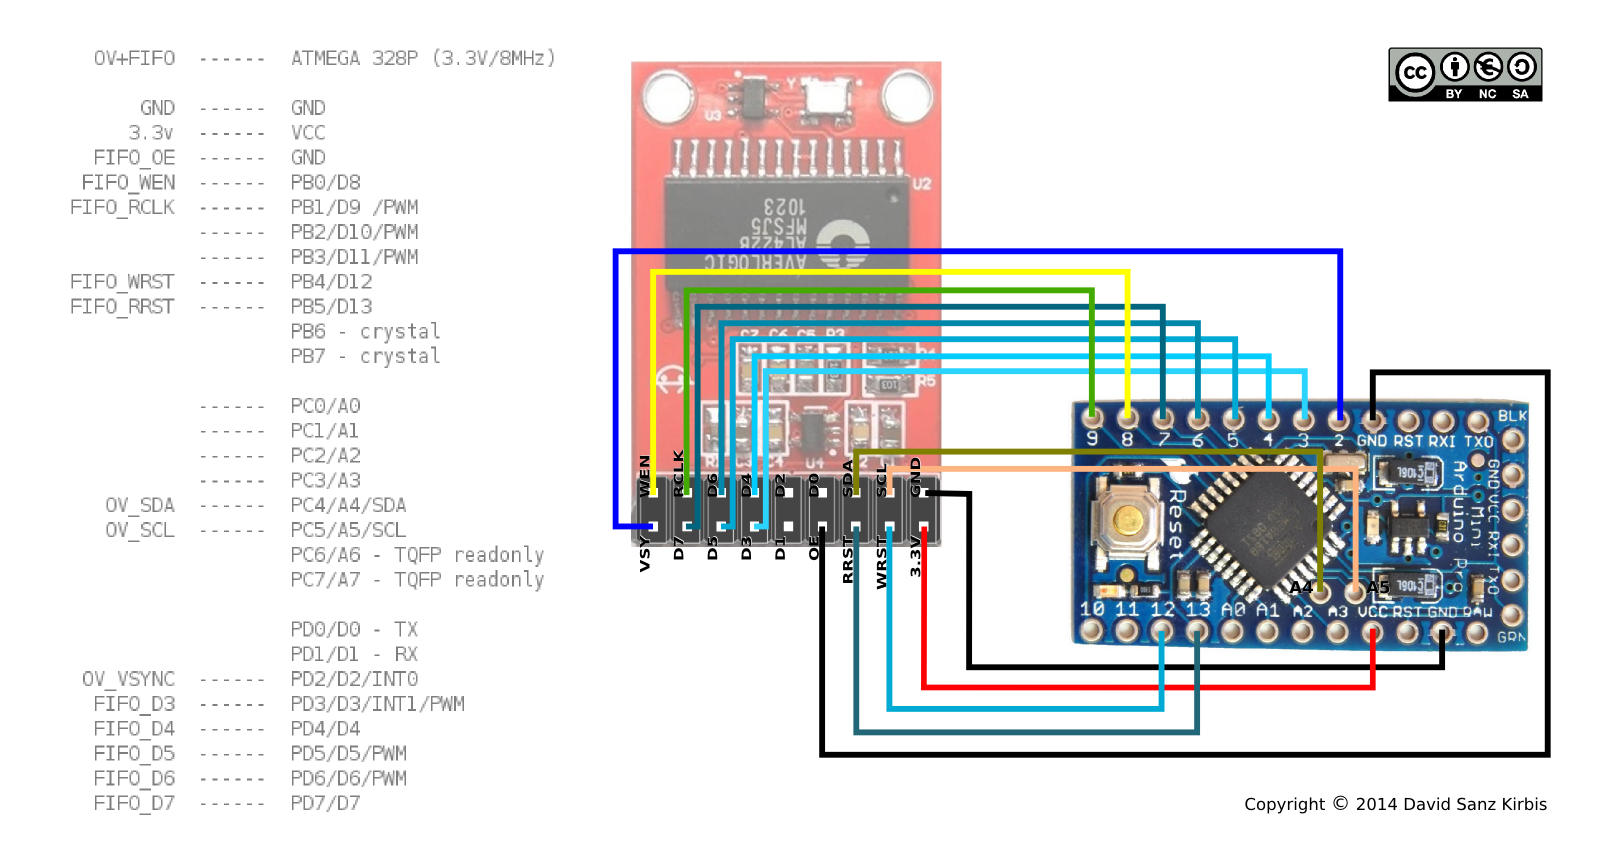 OV+FIFO ------ ATMEGA 328P (3.3V/8MHz)
GND ------ GND
3.3v ------ VCC
FIFO_OE ------ GND
FIFO_WEN ------ PB0/D8
FIFO_RCLK ------ PB1/D9 /PWM
------ PB2/D10/PWM
------ PB3/D11/PWM
FIFO_WRST ------ PB4/D12
FIFO_RRST ------ PB5/D13
PB6 - crystal
PB7 - crystal
------ PC0/A0
------ PC1/A1
------ PC2/A2
------ PC3/A3
OV_SDA ------ PC4/A4/SDA
OV_SCL ------ PC5/A5/SCL
PC6/A6 - TQFP readonly
PC7/A7 - TQFP readonly
PD0/D0 - TX
PD1/D1 - RX
OV_VSYNC ------ PD2/D2/INT0
FIFO_D3 ------ PD3/D3/INT1/PWM
FIFO_D4 ------ PD4/D4
FIFO_D5 ------ PD5/D5/PWM
FIFO_D6 ------ PD6/D6/PWM
FIFO_D7 ------ PD7/D7
U3 Y
U2
1023
MFSJ5
AL422B
AVERLOGIC
C6 C5 R3
R5
103
U4
WEN RCLK D6 D4 D2 D0 SDA SCL GND
VSY D7 D5 D3 D1 OE RRST WRST 3.3V
cc
BY NC SA
9 8 7 6 5 4 3 2 GND RST RXI TXO
BLK
GND VCC RXI TXO
GRN
Reset
Arduino Pro
Mini
A4 A5
A2 A3
10 11 12 13 A0 A1 VCC RST GND RAW
Copyright © 2014 David Sanz Kirbis